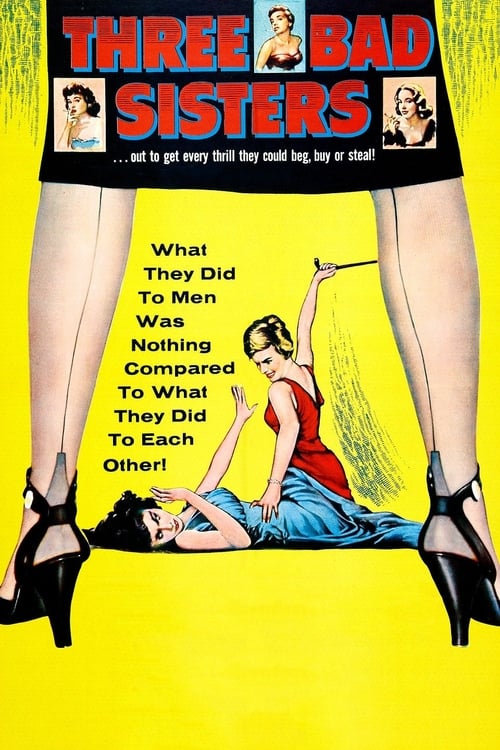 THREE BAD
SISTERS
...out to get every thrill they could beg, buy or steal!
What
They Did
To Men
Was
Nothing
Compared
To What
They Did
To Each
Other!